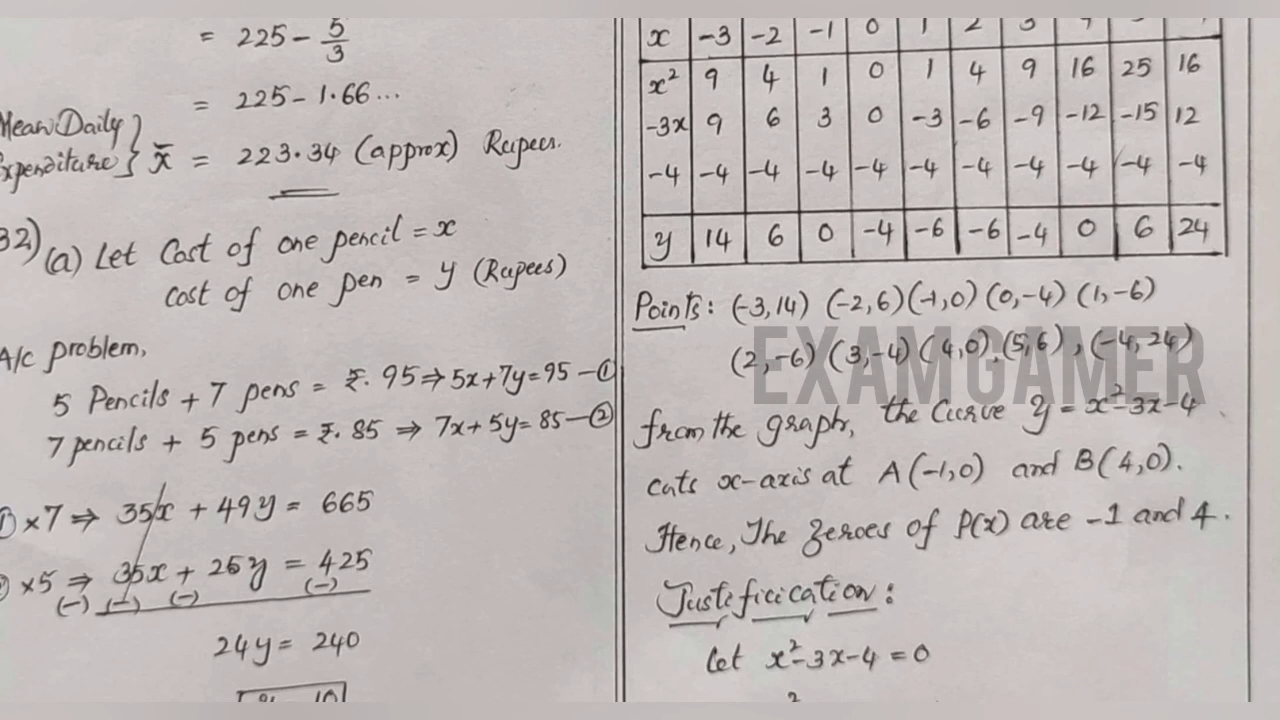 = 225 - 5/3
= 225 - 1.66...
Mean Daily
Expenditure } x̄ = 223.34 (approx) Rupees.
32) (a) Let Cost of one pencil = x
Cost of one pen = y (Rupees)
A/c problem,
5 Pencils + 7 pens = ₹. 95 ⇒ 5x+7y=95 - ①
7 pencils + 5 pens = ₹. 85 ⇒ 7x+5y=85 - ②
① ×7 ⇒ 35x + 49y = 665
② ×5 ⇒ 35x + 25y = 425
(-) (-) (-) (-)
24y = 240
x -3 -2 -1 0 1 2 3
x² 9 4 1 0 1 4 9 16 25 16
-3x 9 6 3 0 -3 -6 -9 -12 -15 12
-4 -4 -4 -4 -4 -4 -4 -4 -4 -4 -4
y 14 6 0 -4 -6 -6 -4 0 6 24
Points: (-3,14) (-2,6) (-1,0) (0,-4) (1,-6)
(2,-6) (3,-4) (4,0), (5,6), (-4,24)
EXAM GAMER
from the graph, the Curve y = x²-3x-4
cuts x-axis at A(-1,0) and B(4,0).
Hence, The zeroes of P(x) are -1 and 4.
Justificication:
Let x²-3x-4 = 0